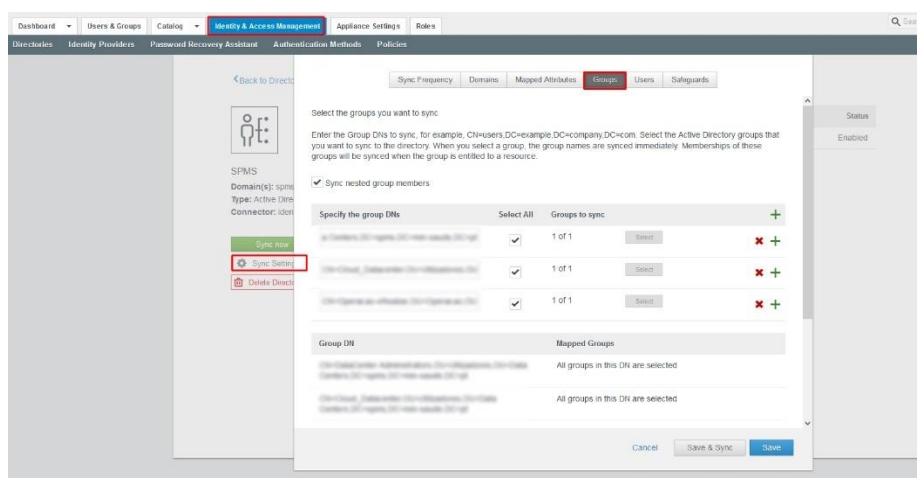 Dashboard Users & Groups Catalog Identity & Access Management Appliance Settings Roles
Directories Identity Providers Password Recovery Assistant Authentication Methods Policies
Back to Directo
Sync Frequency Domains Mapped Attributes Groups Users Safeguards
Select the groups you want to sync
Status
Enter the Group DNs to sync, for example, CN=users,DC=example,DC=company,DC=com. Select the Active Directory groups that
you want to sync to the directory. When you select a group, the group names are synced immediately. Memberships of these
groups will be synced when the group is entitled to a resource.
Enabled
SPMS
Domain(s): spms
Type: Active Dire
Connector: iden
Sync nested group members
Specify the group DNs Select All Groups to sync
1 of 1 Select
Sync now
Sync Setting
1 of 1 Select
Delete Directo
1 of 1 Select
Group DN Mapped Groups
All groups in this DN are selected
All groups in this DN are selected
Cancel Save & Sync Save